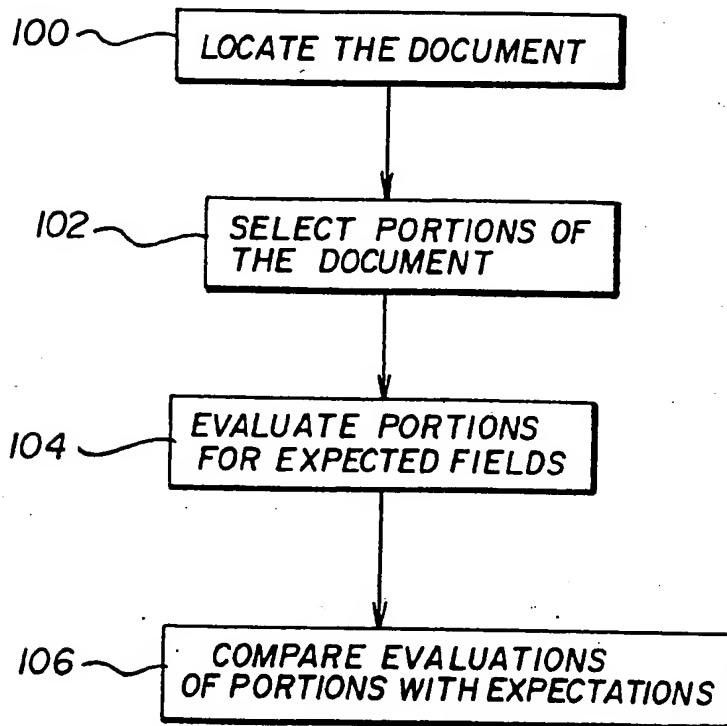 100 LOCATE THE DOCUMENT
102 SELECT PORTIONS OF
THE DOCUMENT
104 EVALUATE PORTIONS
FOR EXPECTED FIELDS
106 COMPARE EVALUATIONS
OF PORTIONS WITH EXPECTATIONS